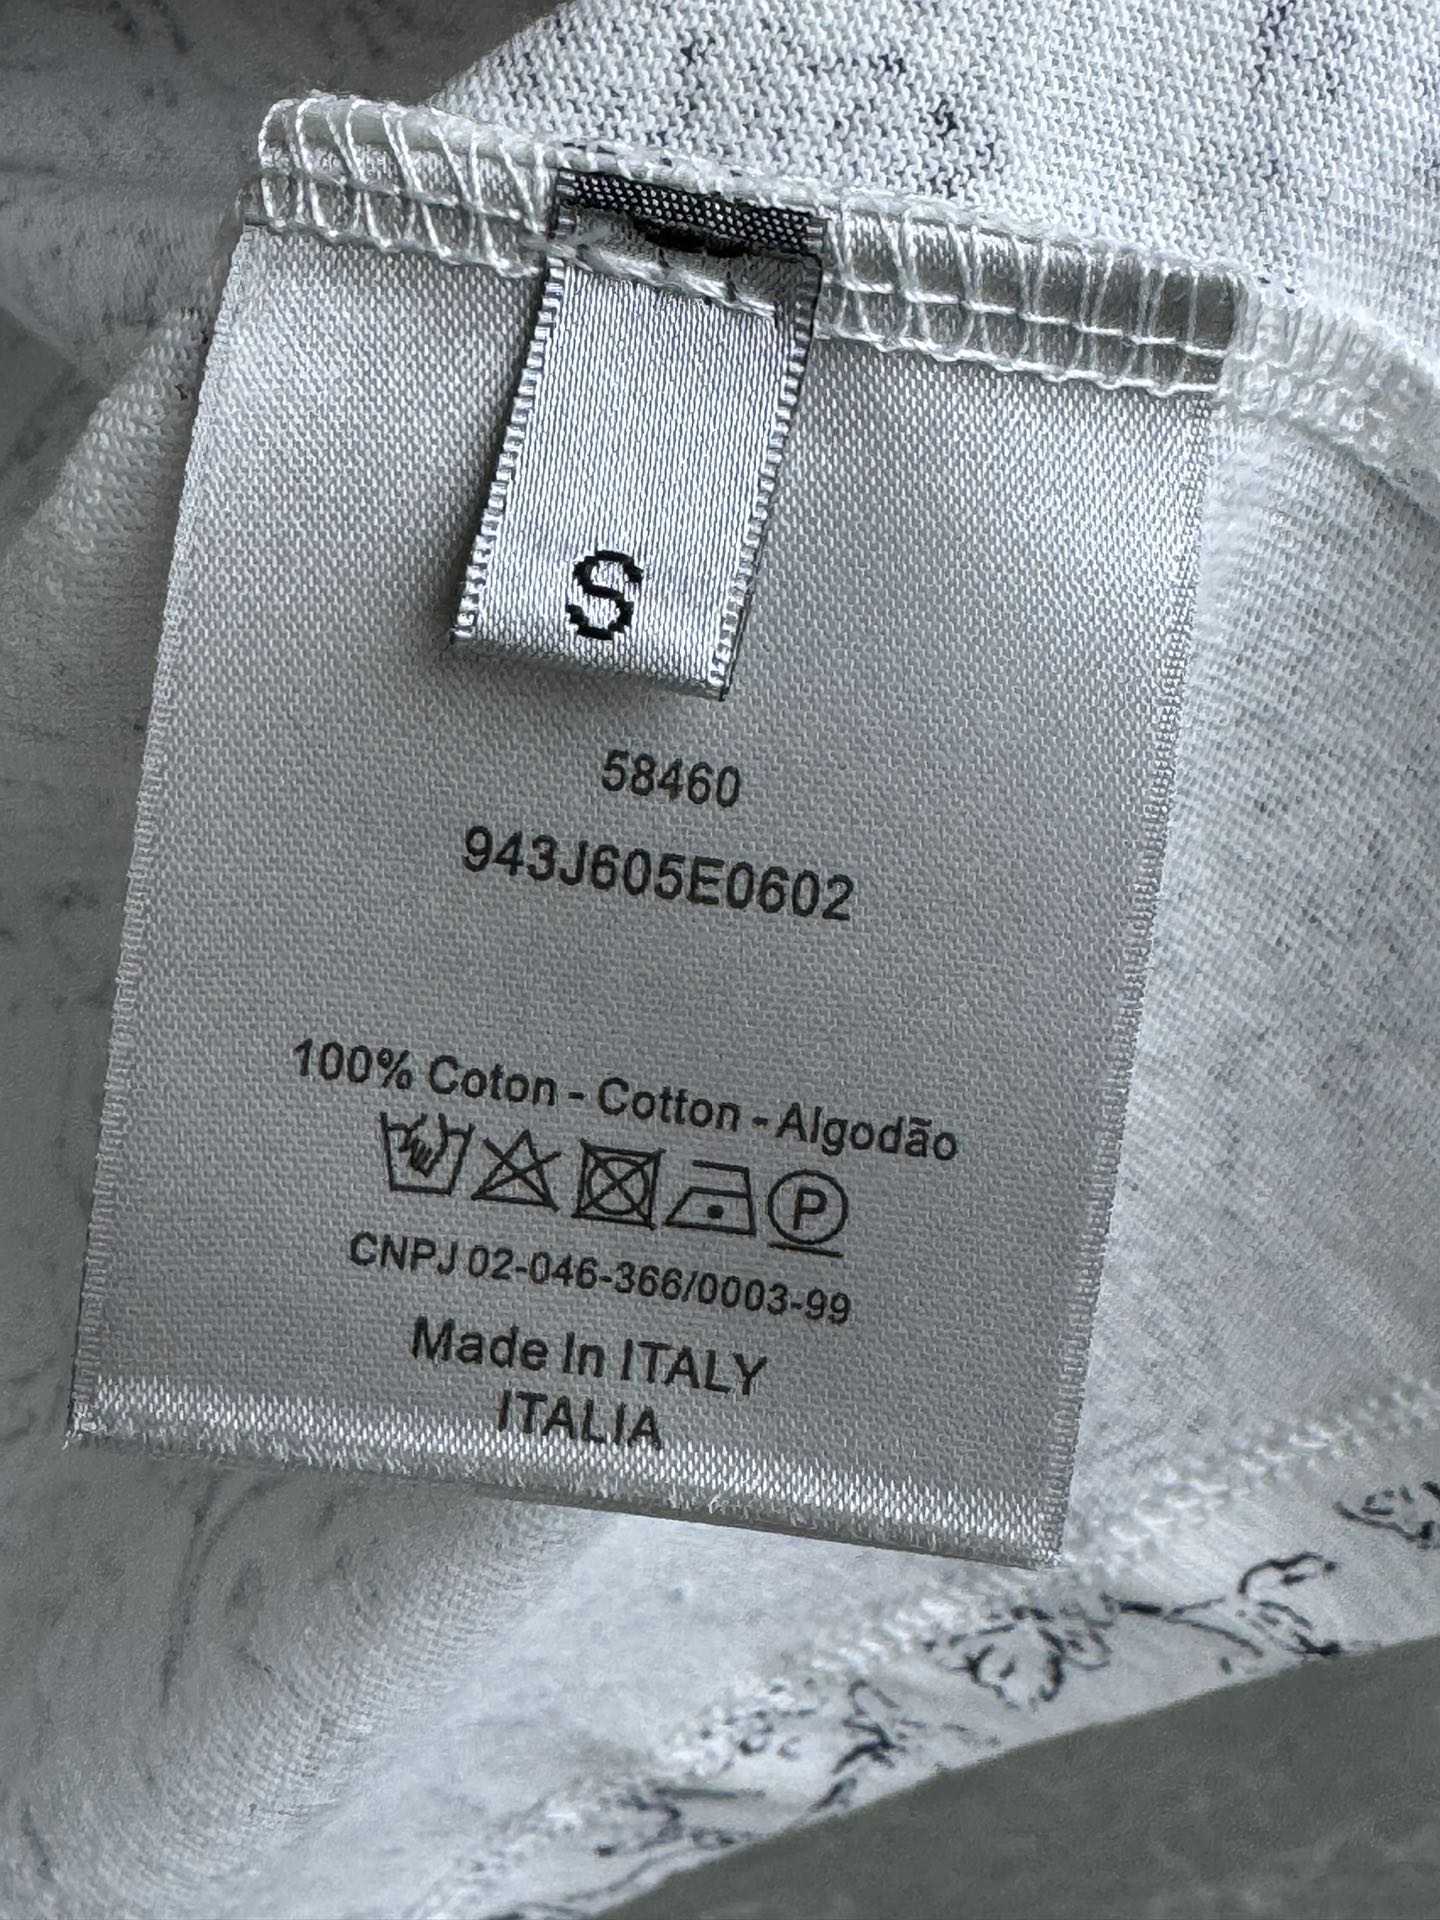 S
58460
943J605E0602
100% Coton - Cotton - Algodão
P
CNPJ 02-046-366/0003-99
Made In ITALY
ITALIA